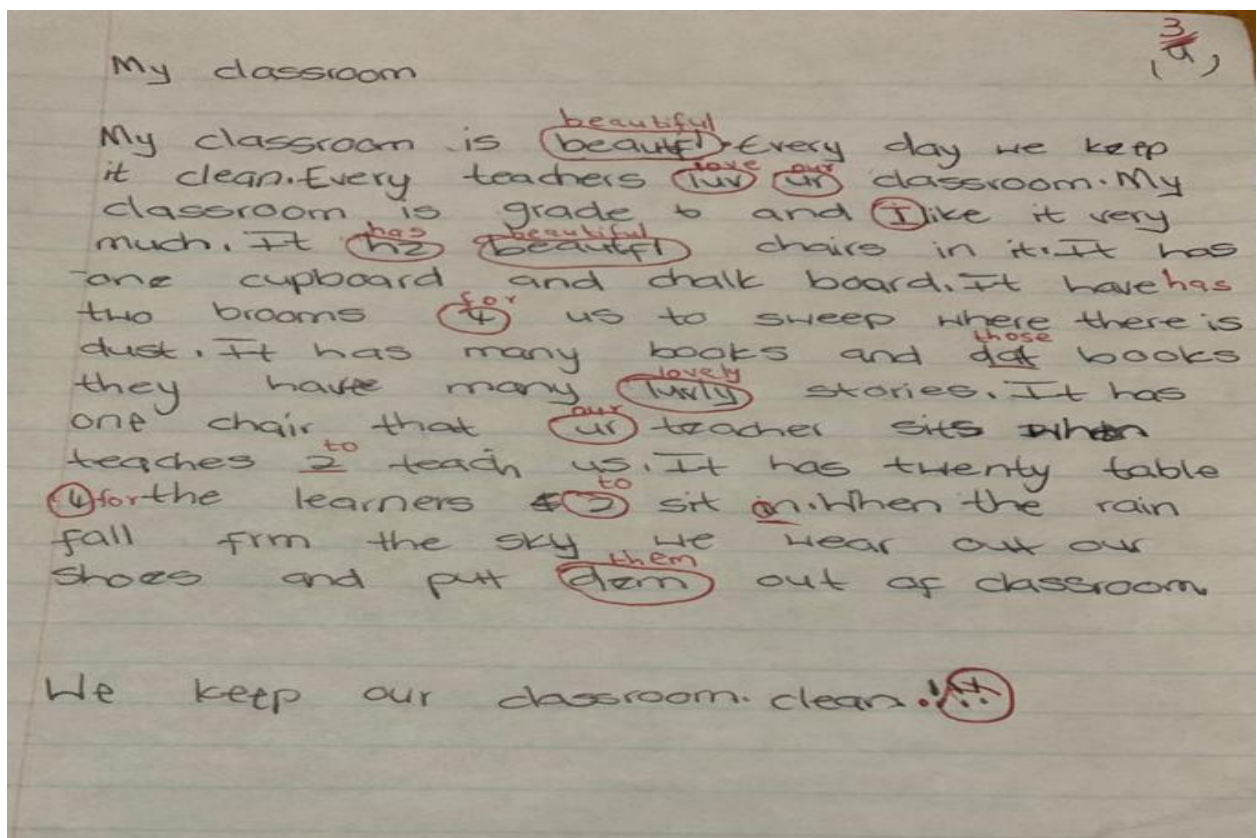 3/4
My classroom
beautiful
My classroom is beautfl. Every day we keep
love our
it clean. Every teachers luv ur classroom. My
classroom is grade 6 and I like it very
has beautiful
much. It hz beautfl chairs in it. It has
one cupboard and chalk board. It have has
for
two brooms 4 us to sweep where there is
those
dust. It has many books and dat books
lovely
they have many luvly stories. It has
our
one chair that ur teacher sits when
to
teaches 2 teach us. It has twenty table
to
4 for the learners 2 sit in. When the rain
fall frm the sky we wear out our
them
shoes and put dem out of classroom.
We keep our classroom. clean.!